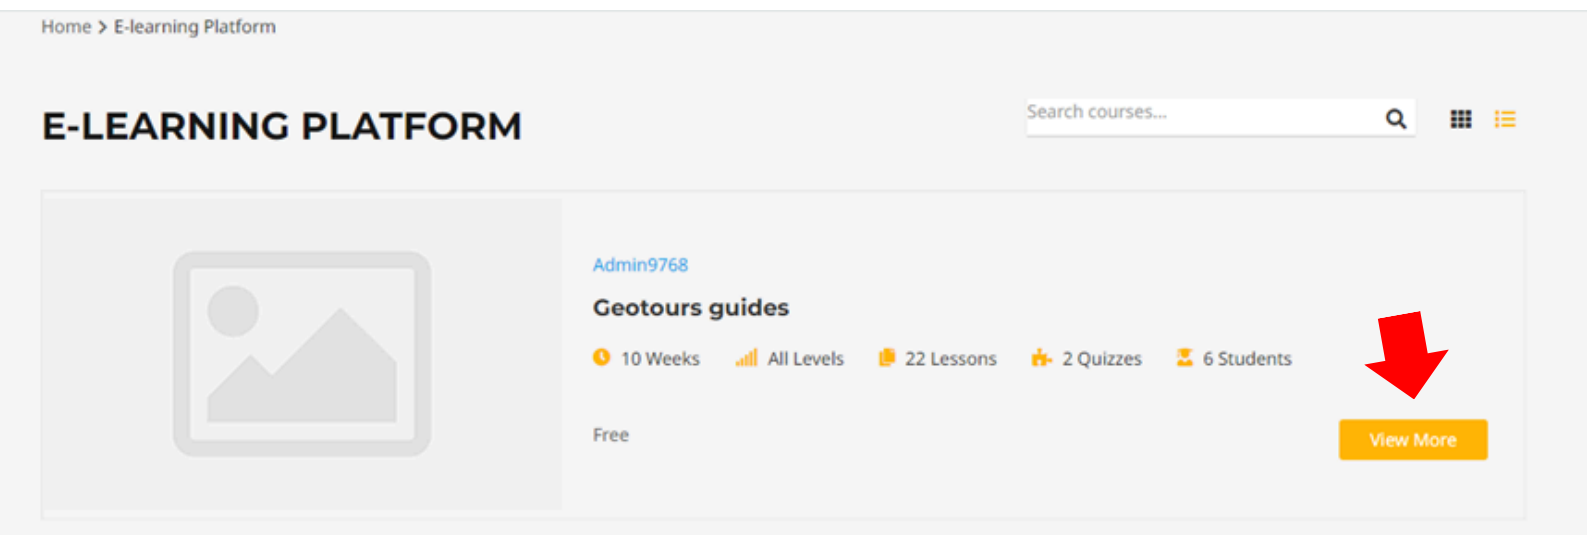 Home > E-learning Platform
E-LEARNING PLATFORM
Search courses...
Admin9768
Geotours guides
10 Weeks All Levels 22 Lessons 2 Quizzes 6 Students
Free
View More